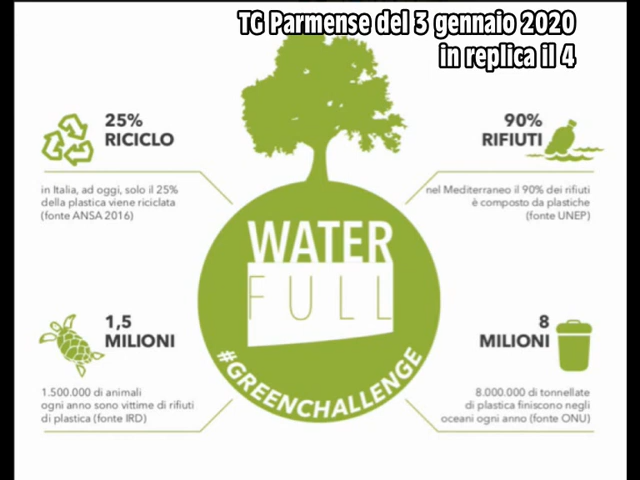 TG Parmense del 3 gennaio 2020
in replica il 4
25%
RICICLO
in Italia, ad oggi, solo il 25%
della plastica viene riciclata
(fonte ANSA 2016)
90%
RIFIUTI
nel Mediterraneo il 90% dei rifiuti
è composto da plastiche
(fonte UNEP)
WATER
FULL
#GREENCHALLENGE
1,5
MILIONI
1.500.000 di animali
ogni anno sono vittime di rifiuti
di plastica (fonte IRD)
8
MILIONI
8.000.000 di tonnellate
di plastica finiscono negli
oceani ogni anno (fonte ONU)